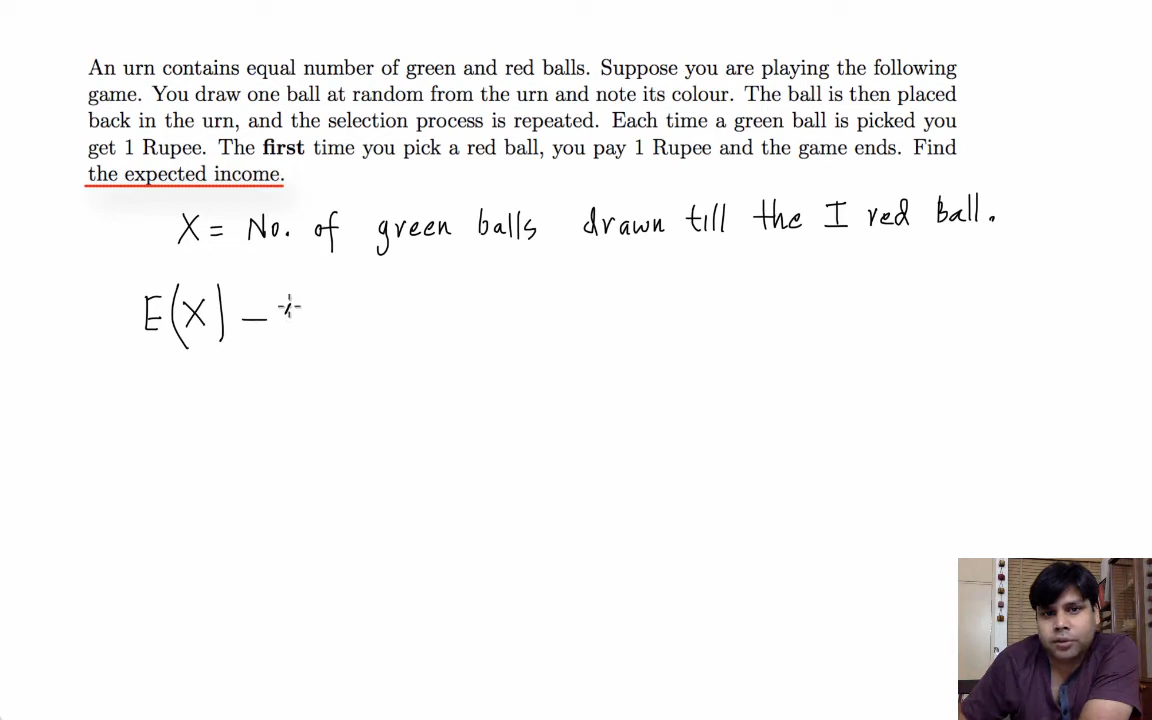 An urn contains equal number of green and red balls. Suppose you are playing the following
game. You draw one ball at random from the urn and note its colour. The ball is then placed
back in the urn, and the selection process is repeated. Each time a green ball is picked you
get 1 Rupee. The first time you pick a red ball, you pay 1 Rupee and the game ends. Find
the expected income.
X = No. of green balls drawn till the I red ball.
E(X) –